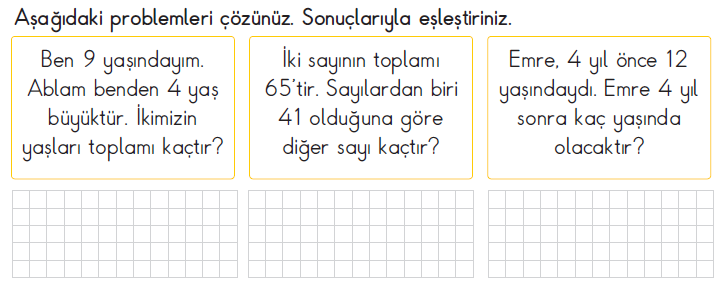 Aşağıdaki problemleri çözünüz. Sonuçlarıyla eşleştiriniz.
Ben 9 yaşındayım.
Ablam benden 4 yaş
büyüktür. İkimizin
yaşları toplamı kaçtır?
İki sayının toplamı
65'tir. Sayılardan biri
41 olduğuna göre
diğer sayı kaçtır?
Emre, 4 yıl önce 12
yaşındaydı. Emre 4 yıl
sonra kaç yaşında
olacaktır?